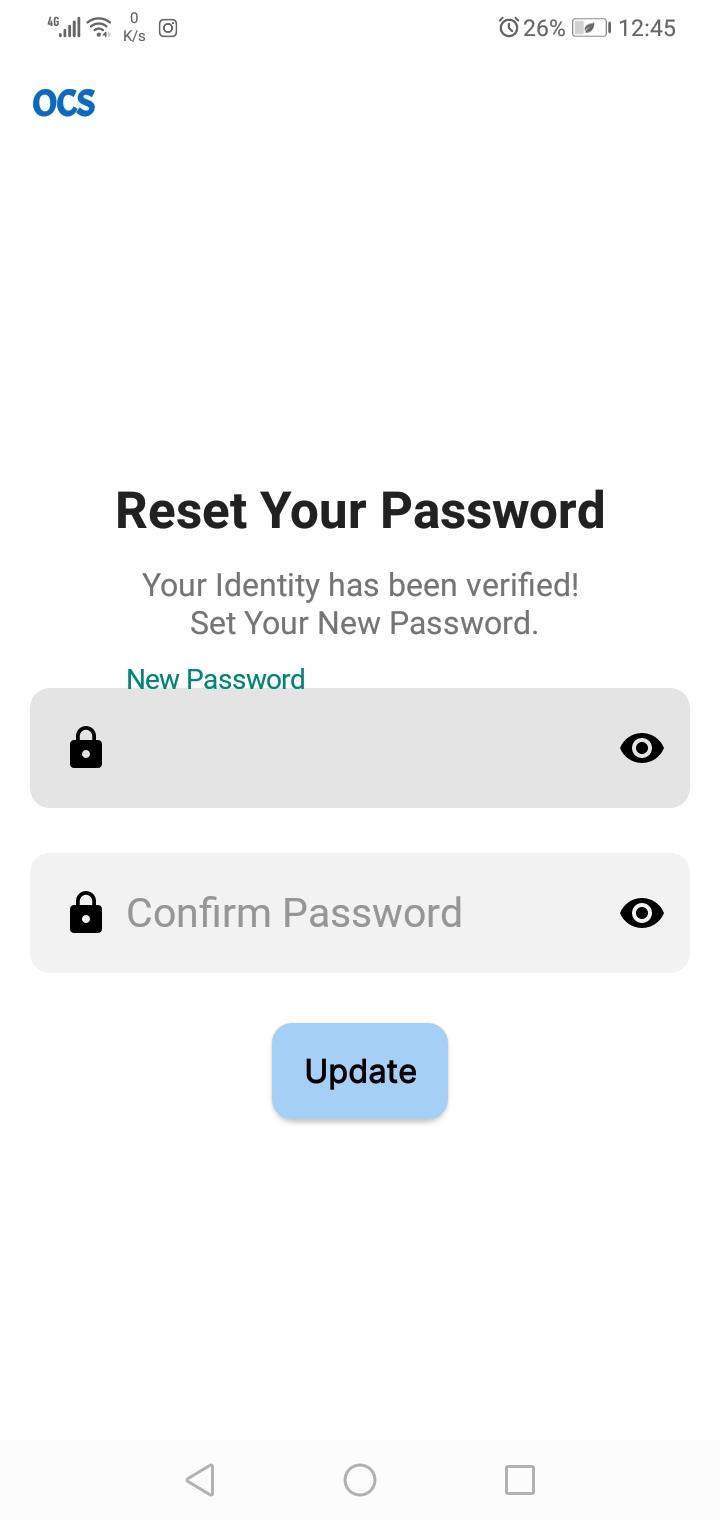 4G 0 K/s 26% 12:45
OCS
Reset Your Password
Your Identity has been verified!
Set Your New Password.
New Password
Confirm Password
Update